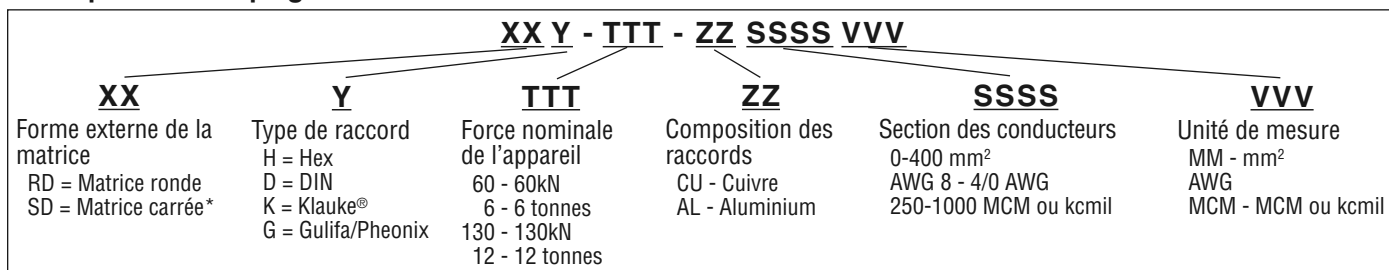 XX Y - TTT - ZZ SSSS VVV
XX
Forme externe de la
matrice
RD = Matrice ronde
SD = Matrice carrée*
Y
Type de raccord
H = Hex
D = DIN
K = Klauke®
G = Gulifa/Pheonix
TTT
Force nominale
de l'appareil
60 - 60kN
6 - 6 tonnes
130 - 130kN
12 - 12 tonnes
ZZ
Composition des
raccords
CU - Cuivre
AL - Aluminium
SSSS
Section des conducteurs
0-400 mm²
AWG 8 - 4/0 AWG
250-1000 MCM ou kcmil
VVV
Unité de mesure
MM - mm²
AWG
MCM - MCM ou kcmil